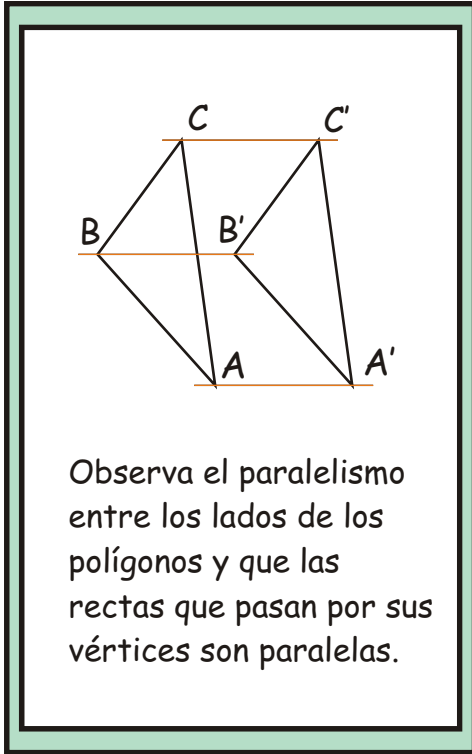 C C'
B B'
A A'
Observa el paralelismo
entre los lados de los
polígonos y que las
rectas que pasan por sus
vértices son paralelas.